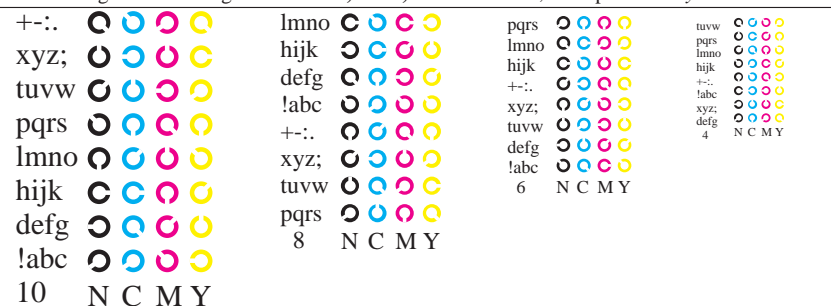 +-:.
xyz;
tuvw
pqrs
lmno
hijk
defg
!abc
10 N C M Y
lmno
hijk
defg
!abc
+-:.
xyz;
tuvw
pqrs
8 N C M Y
pqrs
lmno
hijk
+-:.
xyz;
tuvw
defg
!abc
6 N C M Y
tuvw
pqrs
lmno
hijk
+-:.
!abc
xyz;
defg
4 N C M Y